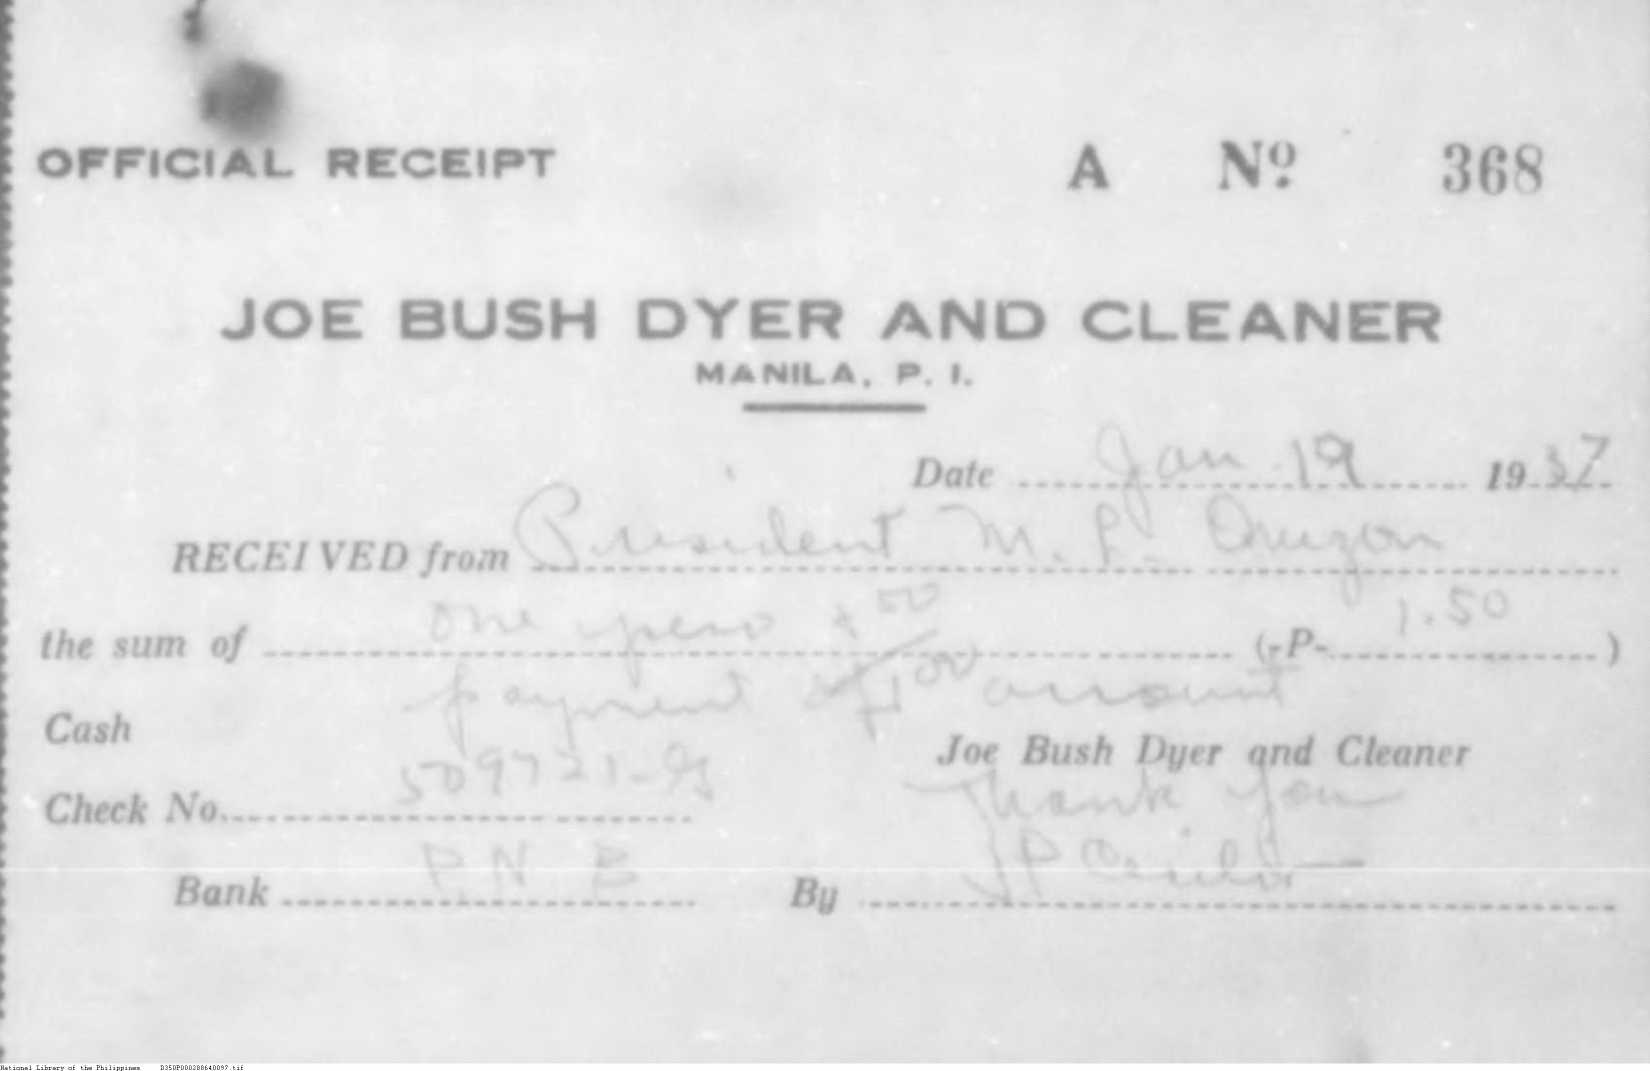 OFFICIAL RECEIPT A Nº 368
JOE BUSH DYER AND CLEANER
MANILA, P. I.
Date Jan 19 1937
RECEIVED from President M. L. Quezon
the sum of One peso & 50/100 (P 1.50)
payment of account
Cash
Joe Bush Dyer and Cleaner
Check No. 509721-G
Thank you
Bank P. N B By J P
National Library of the Philippines